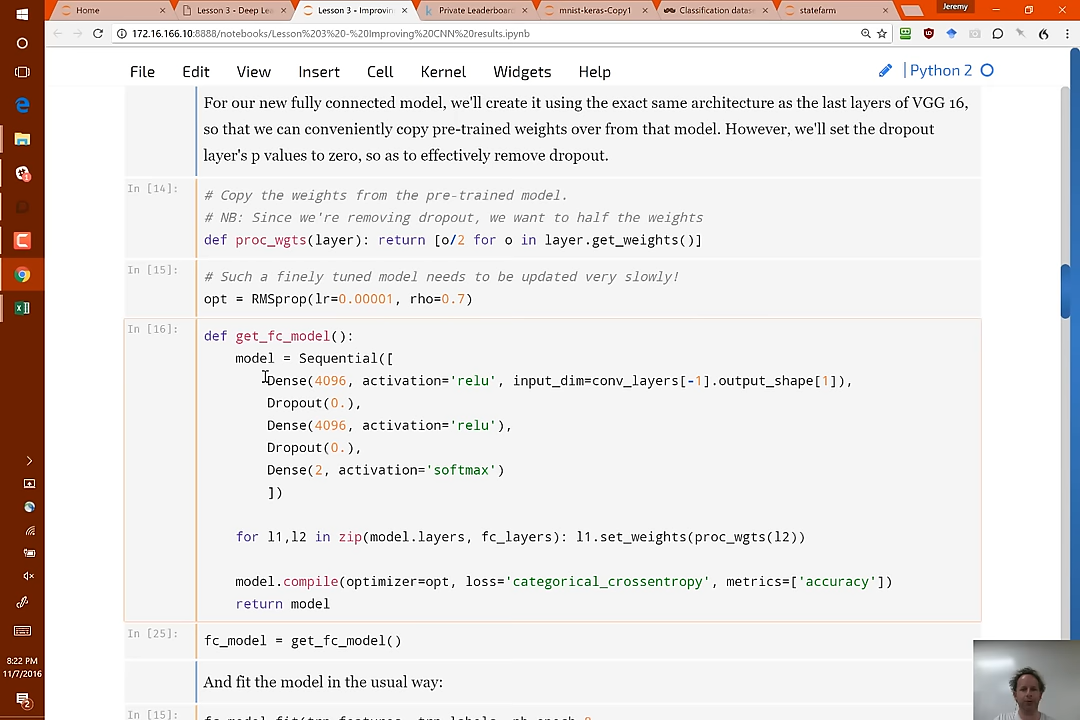 Jeremy
Home
Lesson 3 - Deep Le
Lesson 3 - Improvin
Private Leaderboard
mnist-keras-Copy1
Classification datas
statefarm
172.16.166.10:8888/notebooks/Lesson%203%20-%20Improving%20CNN%20results.ipynb
File Edit View Insert Cell Kernel Widgets Help
Python 2
For our new fully connected model, we'll create it using the exact same architecture as the last layers of VGG 16,
so that we can conveniently copy pre-trained weights over from that model. However, we'll set the dropout
layer's p values to zero, so as to effectively remove dropout.
In [14]:
# Copy the weights from the pre-trained model.
# NB: Since we're removing dropout, we want to half the weights
def proc_wgts(layer): return [o/2 for o in layer.get_weights()]
In [15]:
# Such a finely tuned model needs to be updated very slowly!
opt = RMSprop(lr=0.00001, rho=0.7)
In [16]:
def get_fc_model():
model = Sequential([
Dense(4096, activation='relu', input_dim=conv_layers[-1].output_shape[1]),
Dropout(0.),
Dense(4096, activation='relu'),
Dropout(0.),
Dense(2, activation='softmax')
])
for l1,l2 in zip(model.layers, fc_layers): l1.set_weights(proc_wgts(l2))
model.compile(optimizer=opt, loss='categorical_crossentropy', metrics=['accuracy'])
return model
In [25]:
fc_model = get_fc_model()
And fit the model in the usual way:
In [15]:
8:22 PM
11/7/2016